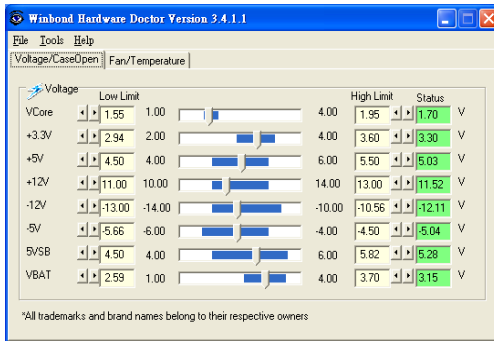 Winbond Hardware Doctor Version 3.4.1.1
File Tools Help
Voltage/CaseOpen Fan/Temperature
Voltage
Low Limit High Limit Status
VCore 1.55 1.00 4.00 1.95 1.70 V
+3.3V 2.94 2.00 4.00 3.60 3.30 V
+5V 4.50 4.00 6.00 5.50 5.03 V
+12V 11.00 10.00 14.00 13.00 11.52 V
-12V -13.00 -14.00 -10.00 -10.56 -12.11 V
-5V -5.66 -6.00 -4.00 -4.50 -5.04 V
5VSB 4.50 4.00 6.00 5.82 5.28 V
VBAT 2.59 1.00 4.00 3.70 3.15 V
*All trademarks and brand names belong to their respective owners